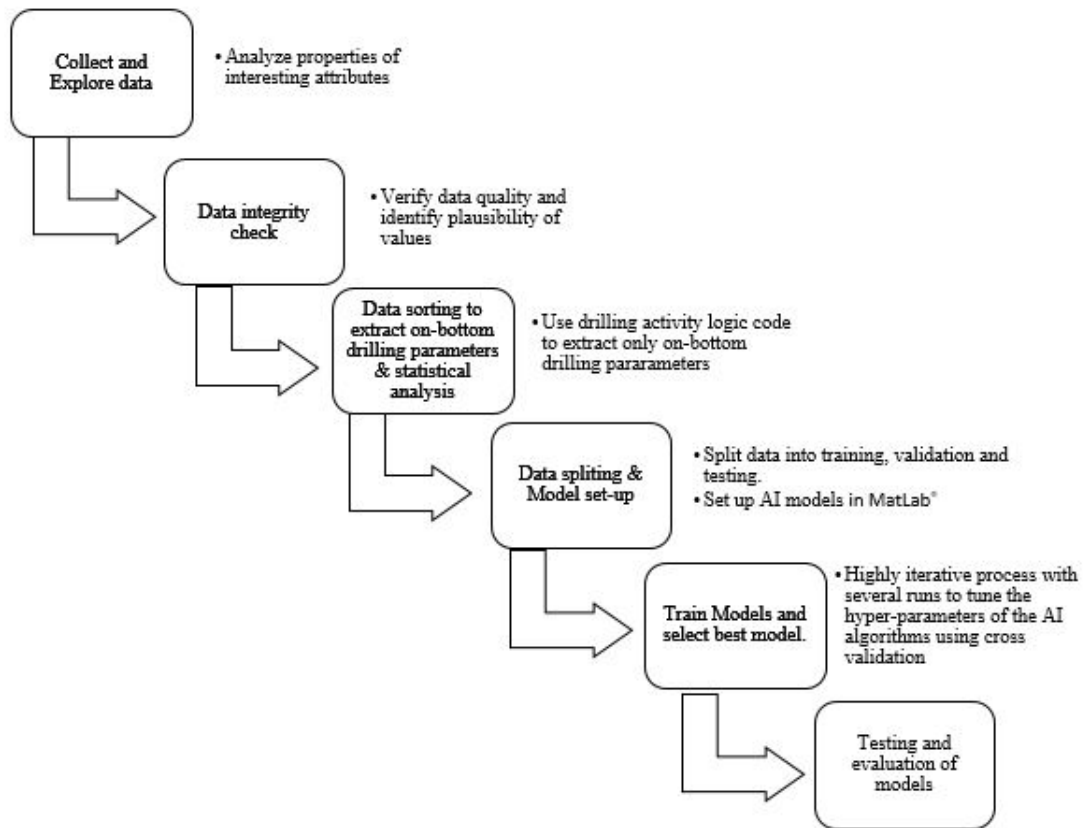 Collect and
Explore data
• Analyze properties of
interesting attributes
Data integrity
check
• Verify data quality and
identify plausibility of
values
Data sorting to
extract on-bottom
drilling parameters
& statistical
analysis
• Use drilling activity logic code
to extract only on-bottom
drilling pararameters
Data spliting &
Model set-up
• Split data into training, validation and
testing.
• Set up AI models in MatLab®
Train Models and
select best model.
• Highly iterative process with
several runs to tune the
hyper-parameters of the AI
algorithms using cross
validation
Testing and
evaluation of
models